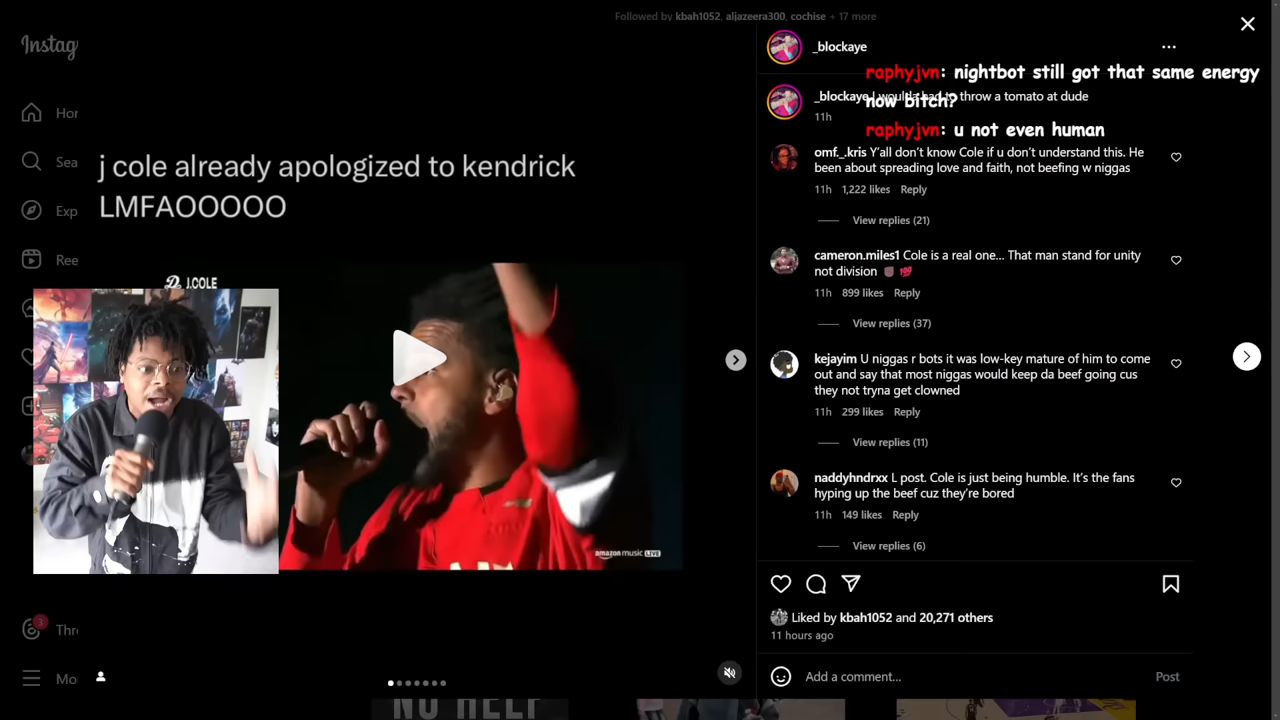 Followed by kbah1052, aljazeera300, cochise + 17 more
Instag
Hor
Sea
Exp
Ree
3
Thr
Mo
j cole already apologized to kendrick
LMFAOOOOO
J.COLE
amazon music LIVE
_blockaye
raphyjvn: nightbot still got that same energy
now bitch?
raphyjvn: u not even human
_blockaye I woulda had to throw a tomato at dude
11h
omf._.kris Y'all don't know Cole if u don't understand this. He
been about spreading love and faith, not beefing w niggas
11h 1,222 likes Reply
View replies (21)
cameron.miles1 Cole is a real one... That man stand for unity
not division ✊🏿 💯
11h 899 likes Reply
View replies (37)
kejayim U niggas r bots it was low-key mature of him to come
out and say that most niggas would keep da beef going cus
they not tryna get clowned
11h 299 likes Reply
View replies (11)
naddyhndrxx L post. Cole is just being humble. It's the fans
hyping up the beef cuz they're bored
11h 149 likes Reply
View replies (6)
Liked by kbah1052 and 20,271 others
11 hours ago
Add a comment...
Post
NO HELP